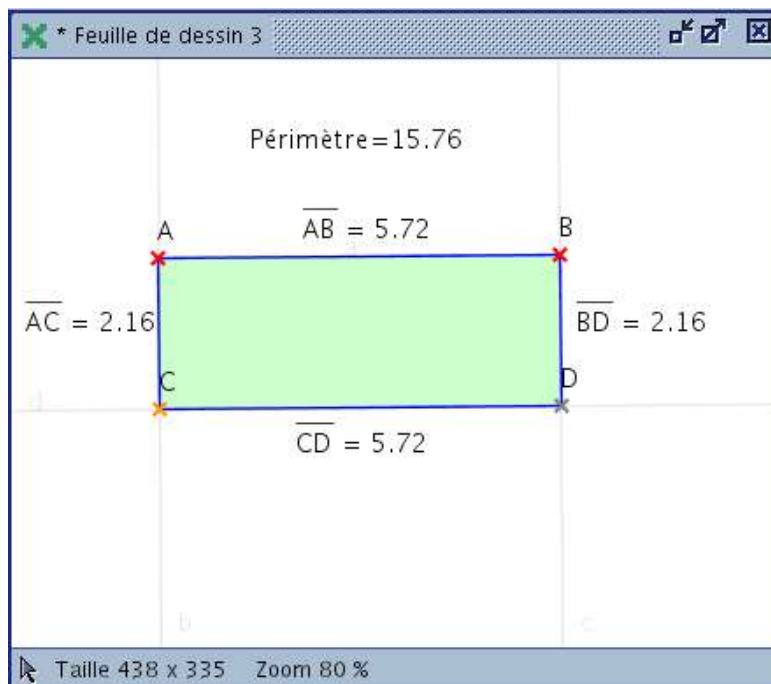 * Feuille de dessin 3
Périmètre=15.76
A
AB = 5.72
B
AC = 2.16
BD = 2.16
C
D
d
CD = 5.72
b
c
Taille 438 x 335 Zoom 80 %